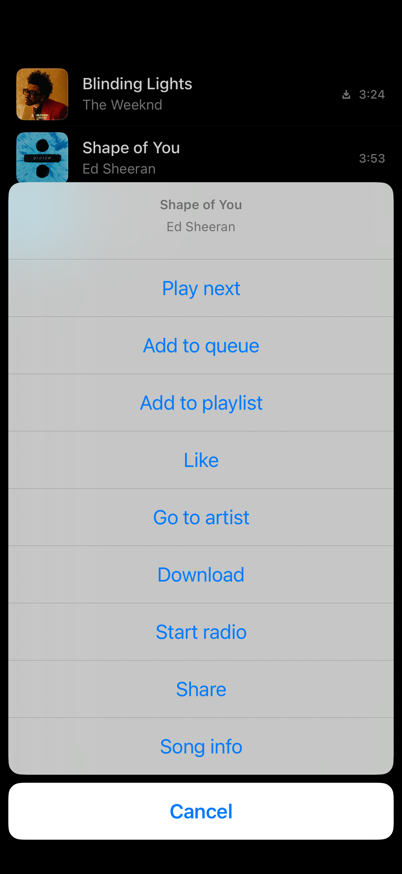 Blinding Lights
The Weeknd
3:24
Shape of You
Ed Sheeran
3:53
Shape of You
Ed Sheeran
Play next
Add to queue
Add to playlist
Like
Go to artist
Download
Start radio
Share
Song info
Cancel